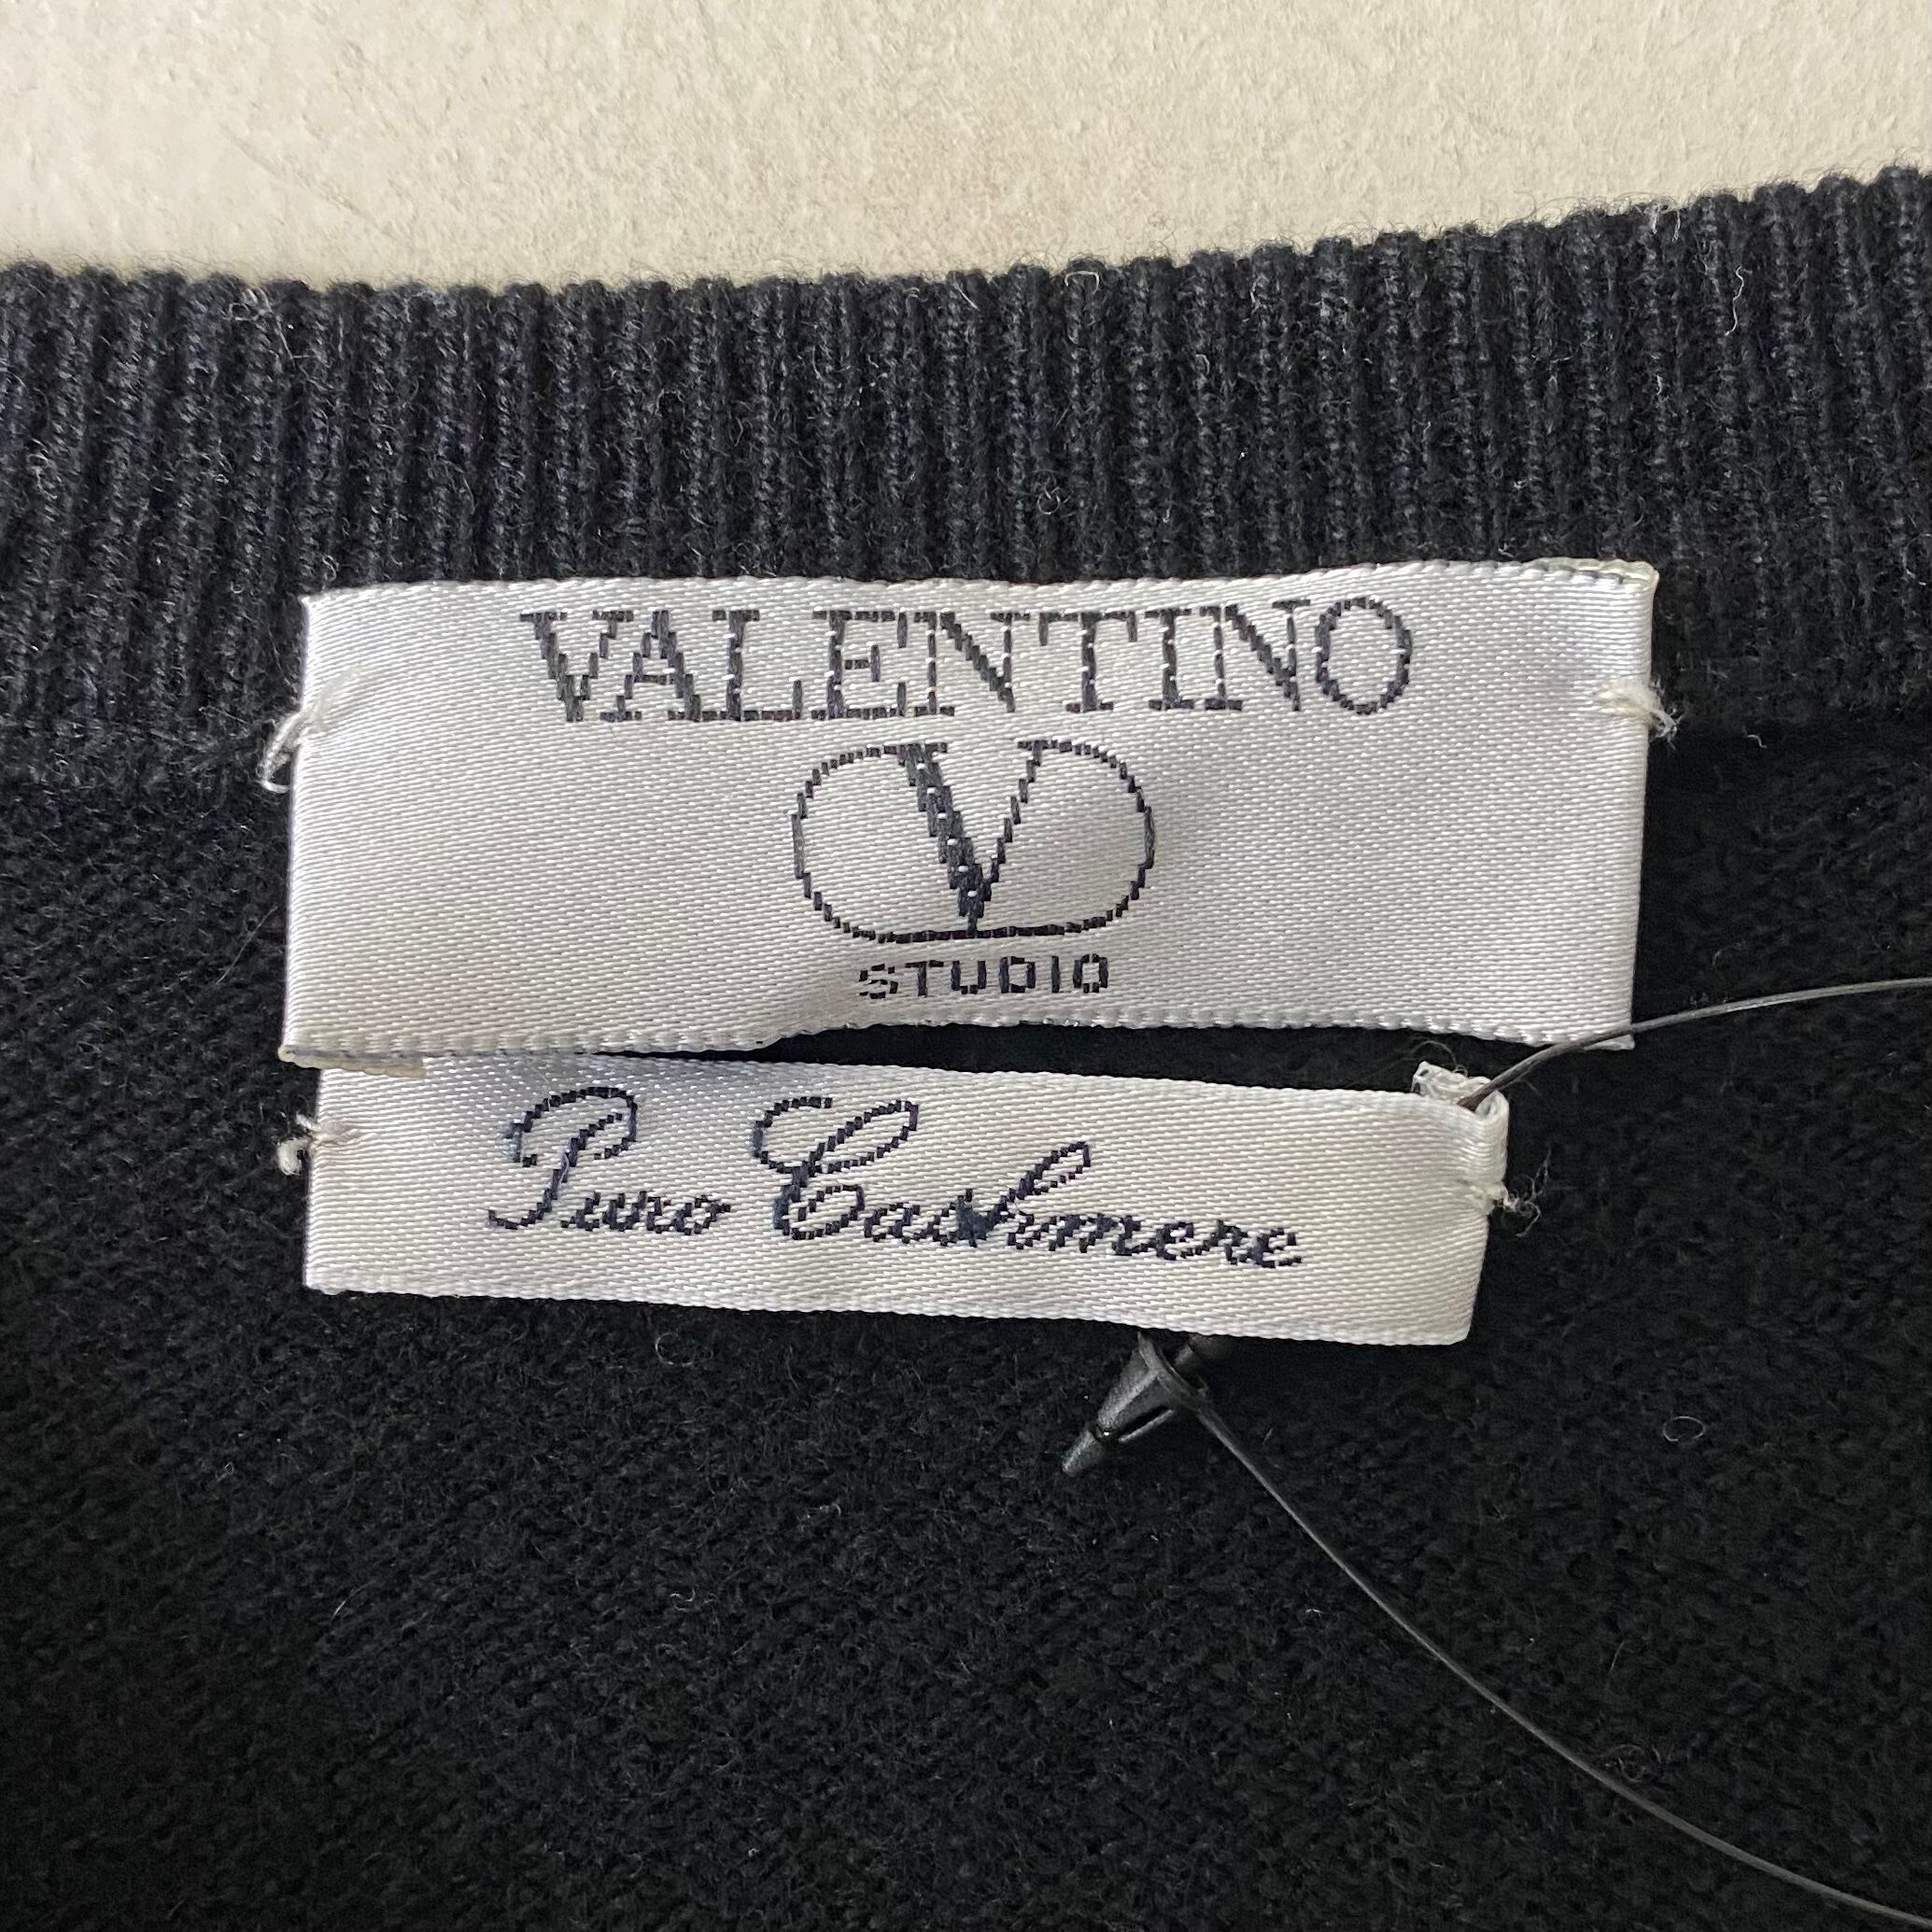 VALENTINO
V
STUDIO
Puro Cashmere